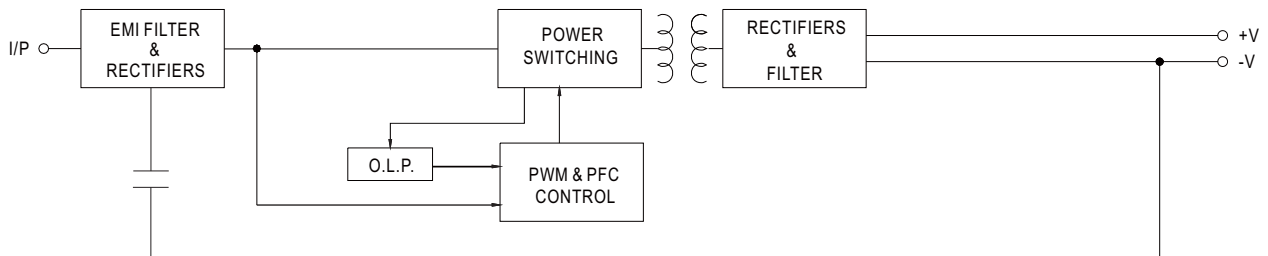 I/P
EMI FILTER
&
RECTIFIERS
POWER
SWITCHING
RECTIFIERS
&
FILTER
+V
-V
O.L.P.
PWM & PFC
CONTROL